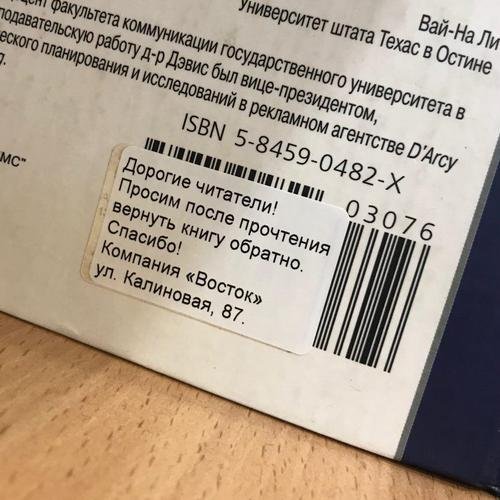 Вай-На Ли
Университет штата Техас в Остине
факультета коммуникации государственного университета в
работу д-р Дэвис был вице-президентом,
планирования и исследований в рекламном агентстве D'Arcy
ISBN 5-8459-0482-X
03076
Дорогие читатели!
Просим после прочтения
вернуть книгу обратно.
Спасибо!
Компания «Восток»
ул. Калиновая, 87.